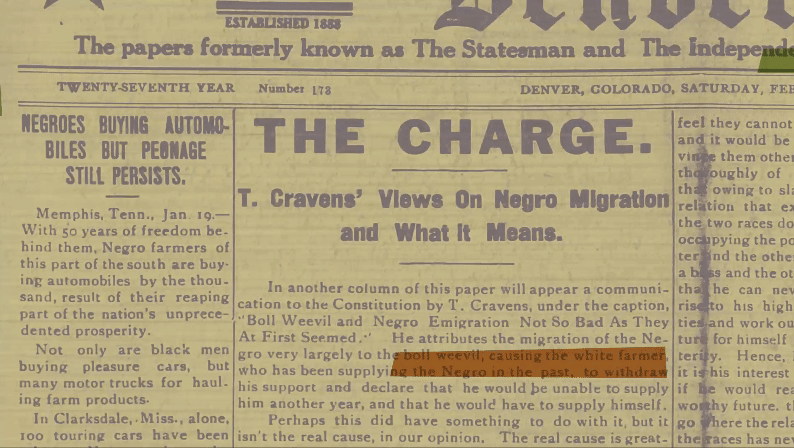 ESTABLISHED 1888
Denver
The papers formerly known as The Statesman and The Independe
TWENTY-SEVENTH YEAR Number 178 DENVER, COLORADO, SATURDAY, FE
NEGROES BUYING AUTOMO-
BILES BUT PEONAGE
STILL PERSISTS.
Memphis, Tenn., Jan 19.—
With 50 years of freedom be-
hind them, Negro farmers of
this part of the south are buy-
ing automobiles by the thou-
sand, result of their reaping
part of the nation's unprece-
dented prosperity.
Not only are black men
buying pleasure cars, but
many motor trucks for haul-
ing farm products.
In Clarksdale, Miss., alone,
100 touring cars have been
THE CHARGE.
T. Cravens' Views On Negro Migration
and What it Means.
In another column of this paper will appear a communi-
cation to the Constitution by T. Cravens, under the caption,
"Boll Weevil and Negro Emigration Not So Bad As They
At First Seemed." He attributes the migration of the Ne-
gro very largely to the boll weevil, causing the white farmer,
who has been supplying the Negro in the past, to withdraw
his support and declare that he would be unable to supply
him another year, and that he would have to supply himself.
Perhaps this did have something to do with it, but it
isn't the real cause, in our opinion. The real cause is great-
feel they cannot
and it would be
vince them other
thoroughly of
that owing to sla
relation that ex
the two races do
occupying the po
ter and the othe
a boss and the ot
that he can nev
rise to his high
ties and work ou
ture for himself
terity. Hence, i
it is his interest
if he would rea
worthy future. th
go where the rela
the races has ne